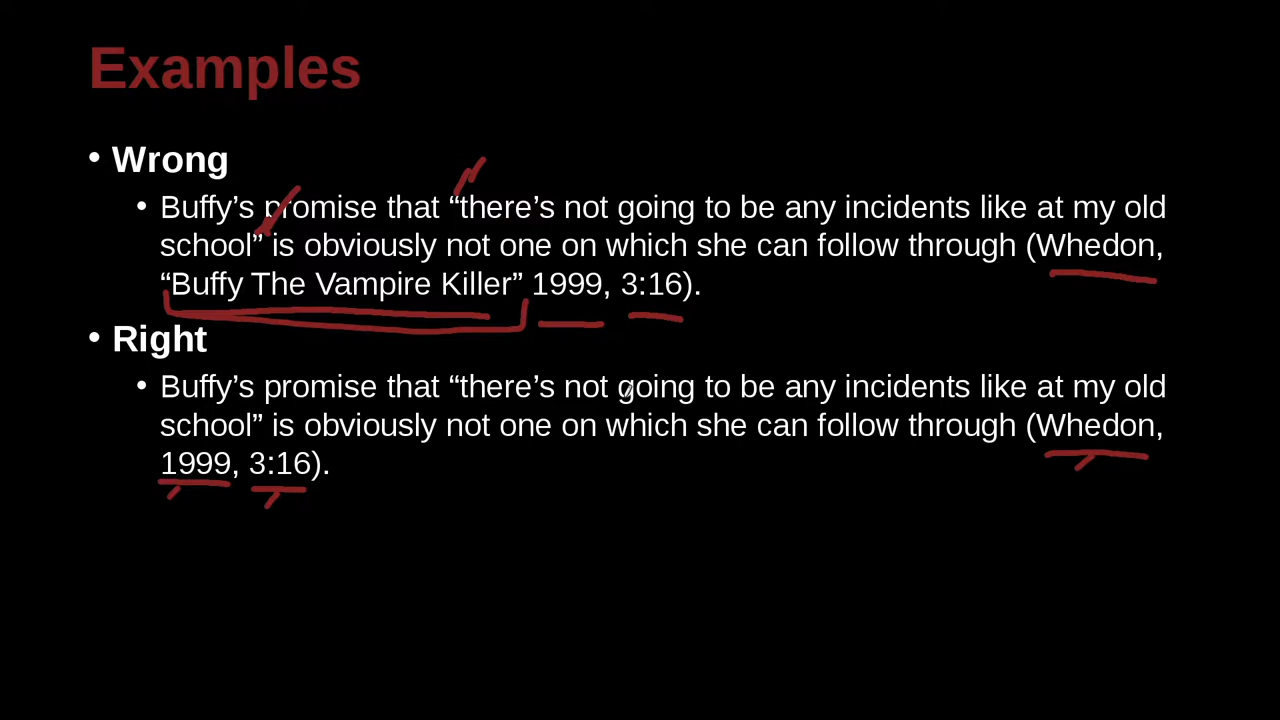 Examples
• Wrong
• Buffy’s promise that “there’s not going to be any incidents like at my old
school” is obviously not one on which she can follow through (Whedon,
“Buffy The Vampire Killer” 1999, 3:16).
• Right
• Buffy’s promise that “there’s not going to be any incidents like at my old
school” is obviously not one on which she can follow through (Whedon,
1999, 3:16).